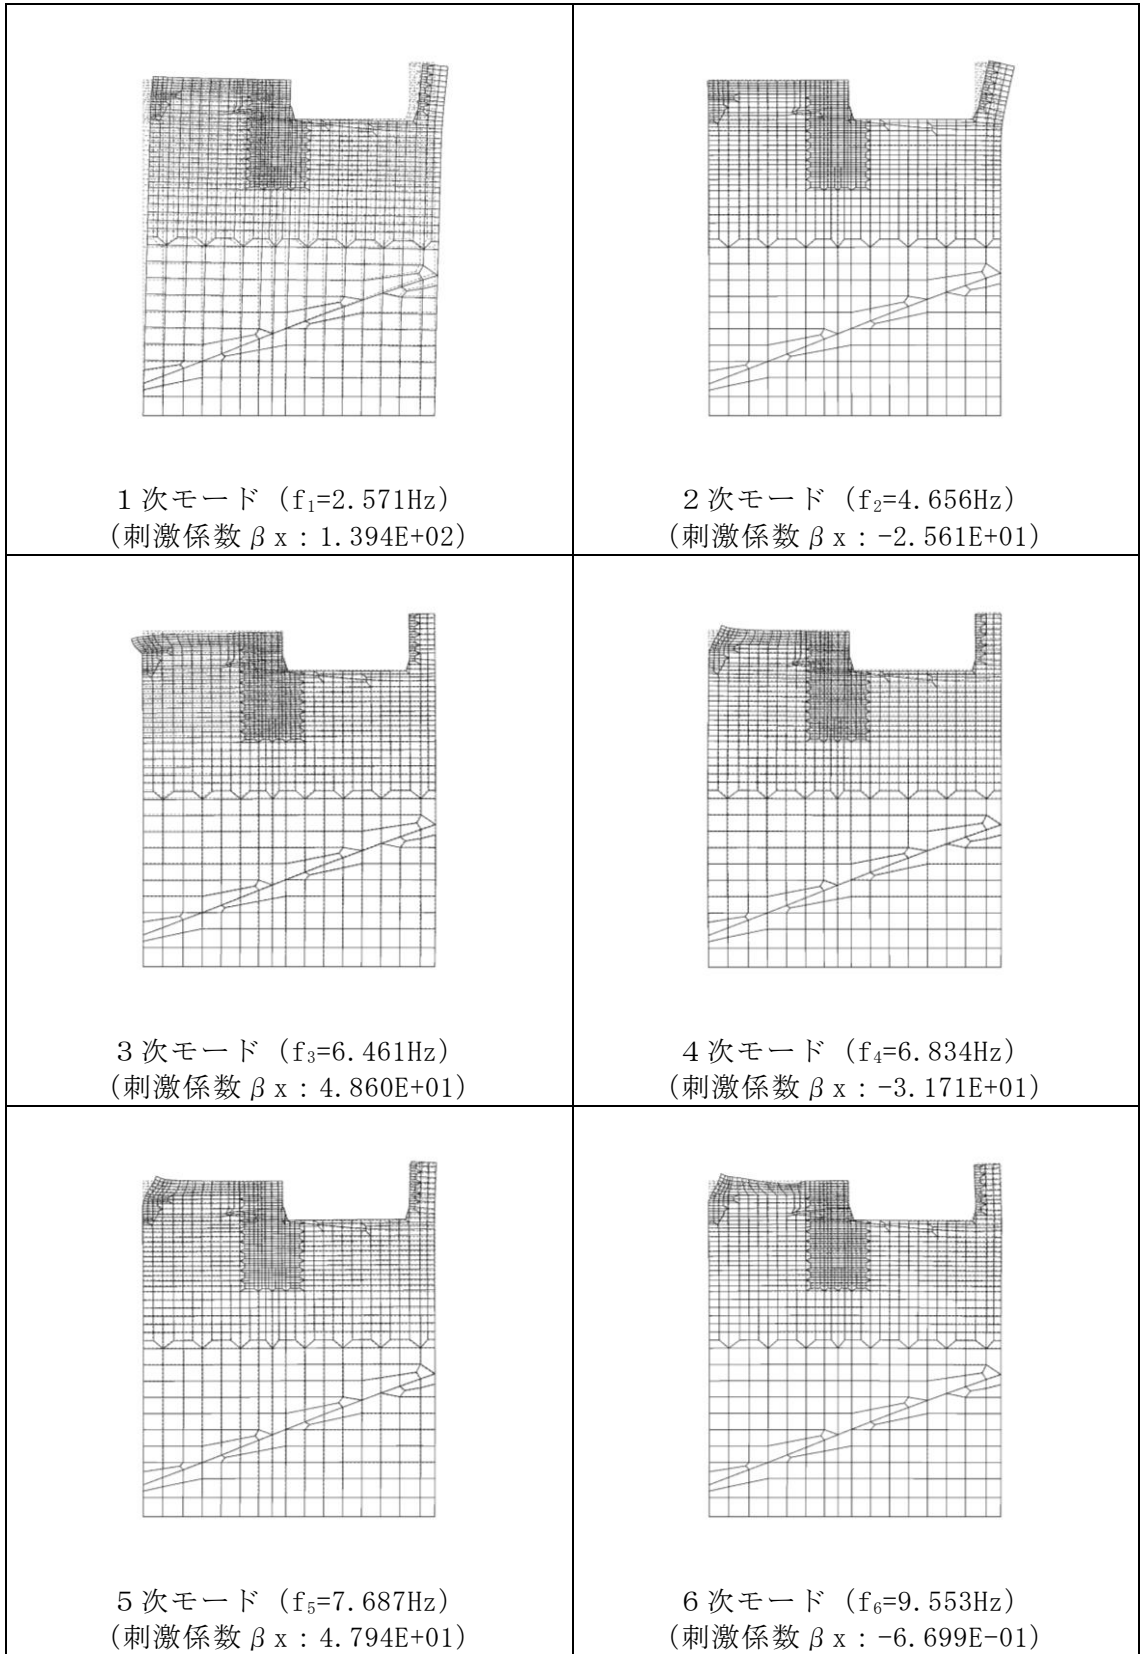 １次モード（f₁=2.571Hz）
（刺激係数βx：1.394E+02）
２次モード（f₂=4.656Hz）
（刺激係数βx：-2.561E+01）
３次モード（f₃=6.461Hz）
（刺激係数βx：4.860E+01）
４次モード（f₄=6.834Hz）
（刺激係数βx：-3.171E+01）
５次モード（f₅=7.687Hz）
（刺激係数βx：4.794E+01）
６次モード（f₆=9.553Hz）
（刺激係数βx：-6.699E-01）